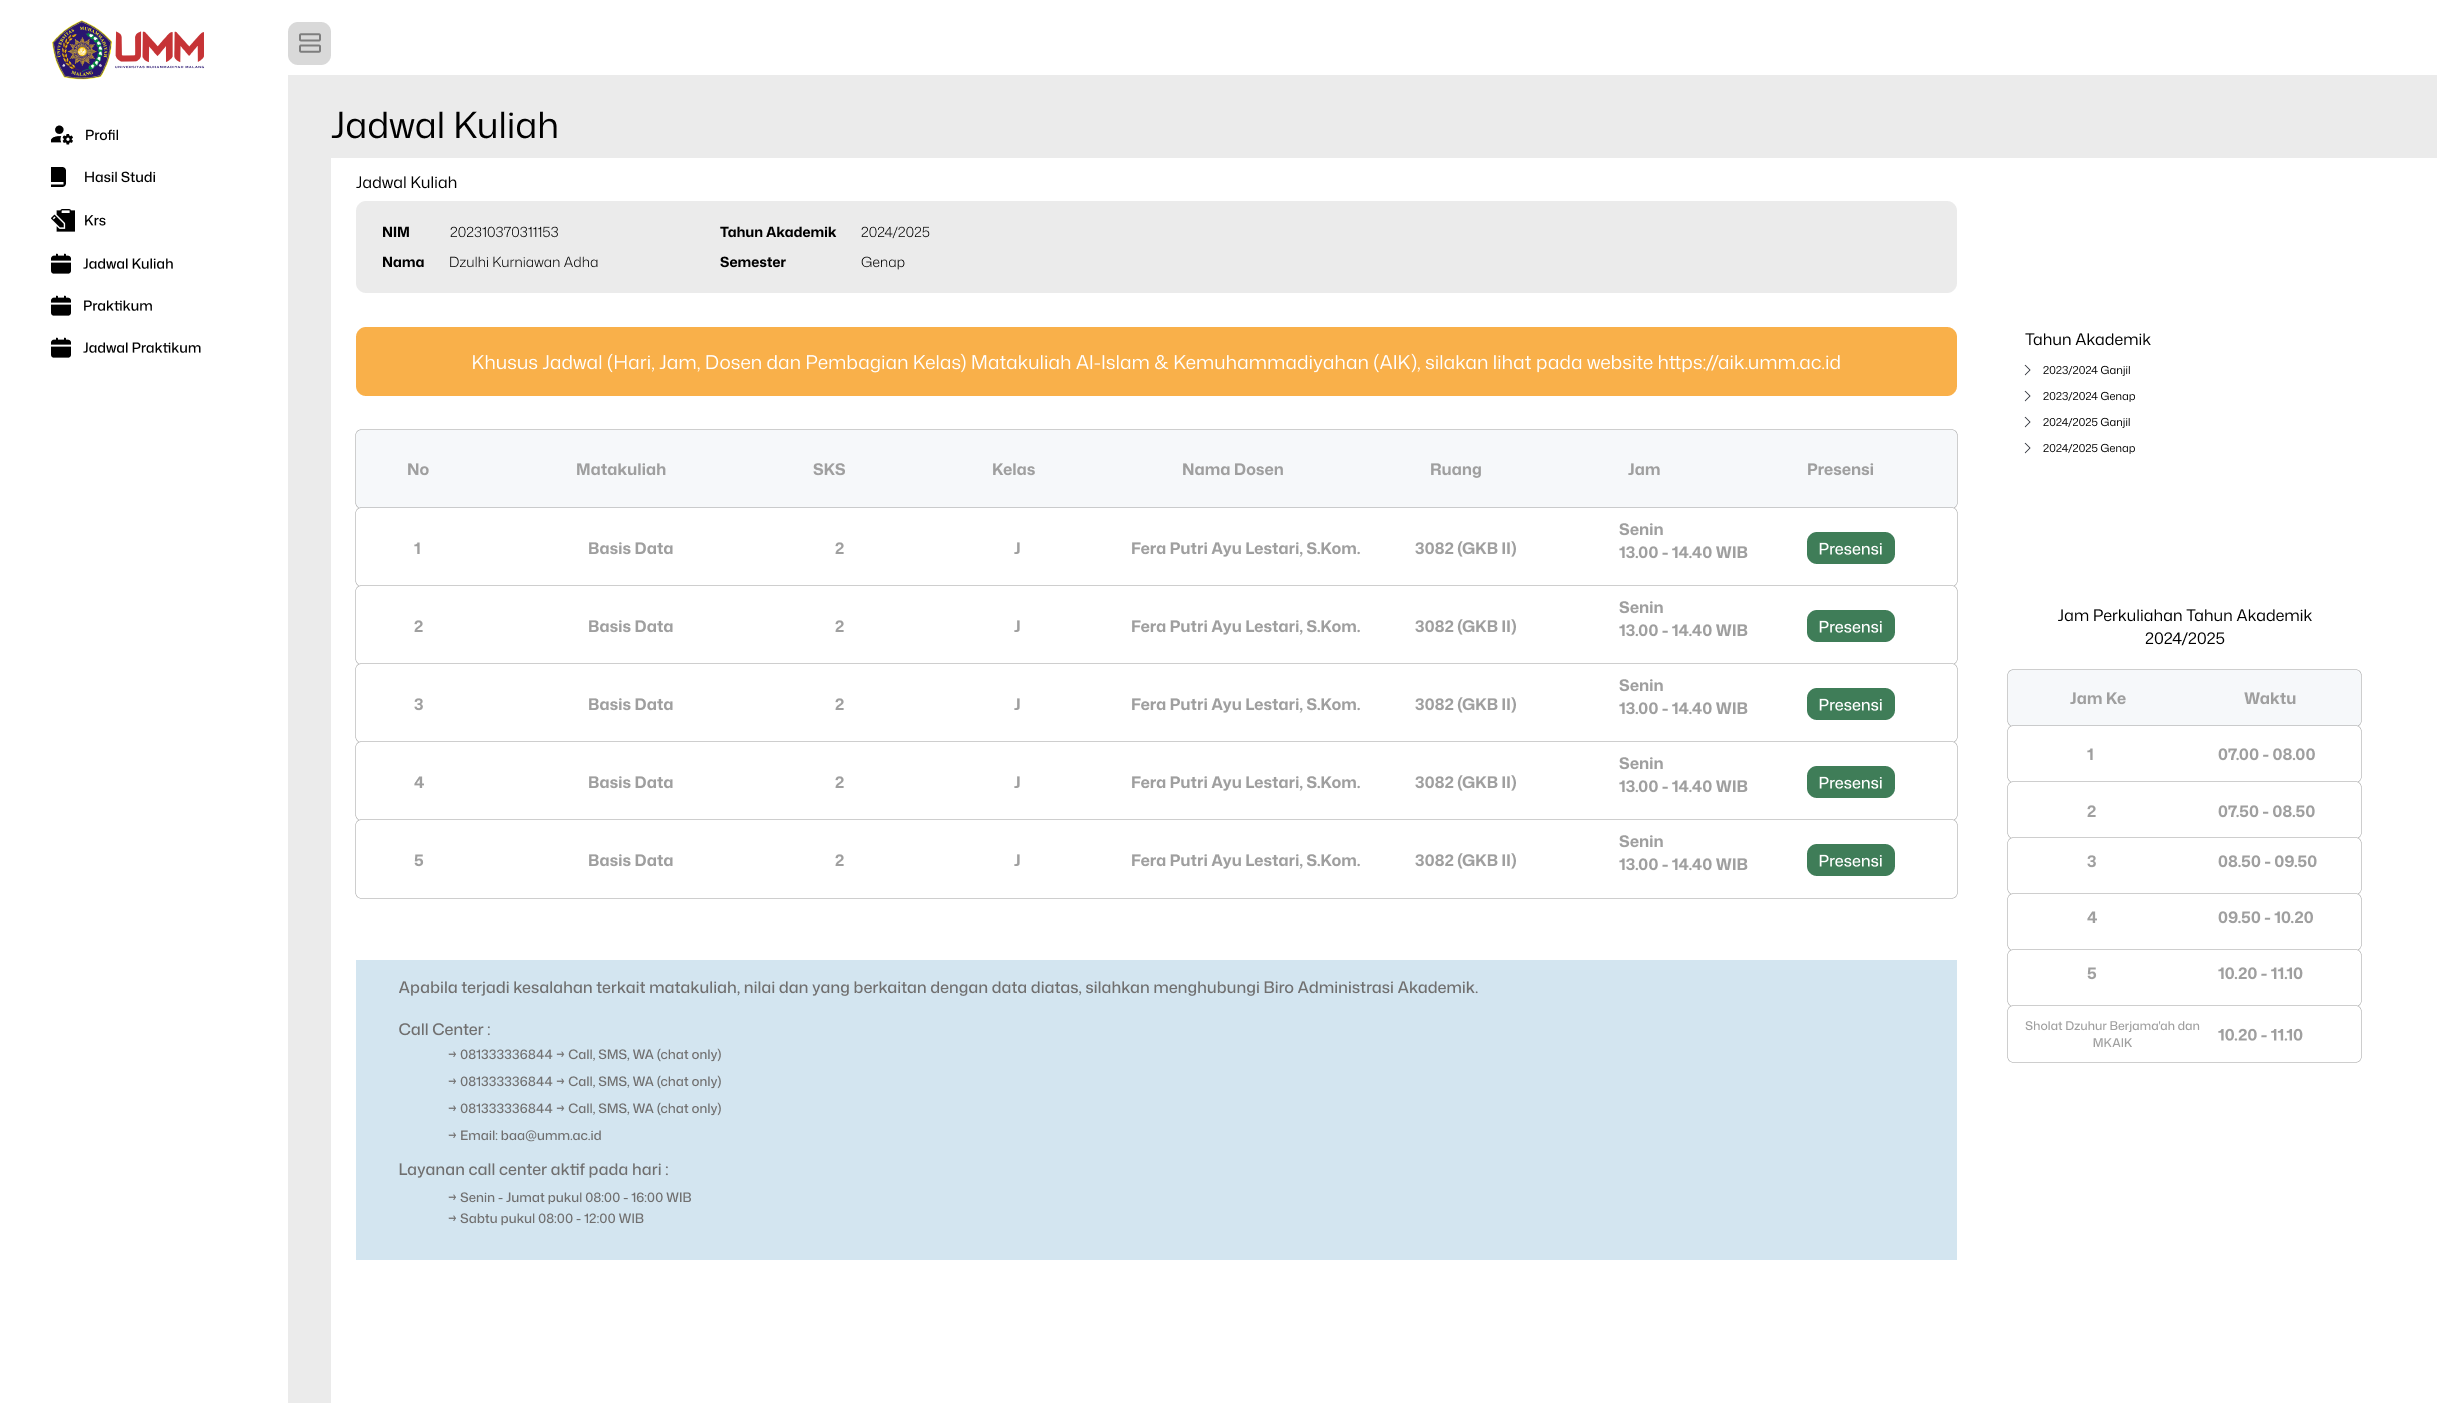 UMM
UNIVERSITAS MUHAMMADIYAH MALANG
Profil
Hasil Studi
Krs
Jadwal Kuliah
Praktikum
Jadwal Praktikum
Jadwal Kuliah
Jadwal Kuliah
NIM 202310370311153 Tahun Akademik 2024/2025
Nama Dzulhi Kurniawan Adha Semester Genap
Khusus Jadwal (Hari, Jam, Dosen dan Pembagian Kelas) Matakuliah Al-Islam & Kemuhammadiyahan (AIK), silakan lihat pada website https://aik.umm.ac.id
No Matakuliah SKS Kelas Nama Dosen Ruang Jam Presensi
1 Basis Data 2 J Fera Putri Ayu Lestari, S.Kom. 3082 (GKB II) Senin
13.00 - 14.40 WIB Presensi
2 Basis Data 2 J Fera Putri Ayu Lestari, S.Kom. 3082 (GKB II) Senin
13.00 - 14.40 WIB Presensi
3 Basis Data 2 J Fera Putri Ayu Lestari, S.Kom. 3082 (GKB II) Senin
13.00 - 14.40 WIB Presensi
4 Basis Data 2 J Fera Putri Ayu Lestari, S.Kom. 3082 (GKB II) Senin
13.00 - 14.40 WIB Presensi
5 Basis Data 2 J Fera Putri Ayu Lestari, S.Kom. 3082 (GKB II) Senin
13.00 - 14.40 WIB Presensi
Apabila terjadi kesalahan terkait matakuliah, nilai dan yang berkaitan dengan data diatas, silahkan menghubungi Biro Administrasi Akademik.
Call Center :
→ 081333336844 → Call, SMS, WA (chat only)
→ 081333336844 → Call, SMS, WA (chat only)
→ 081333336844 → Call, SMS, WA (chat only)
→ Email: baa@umm.ac.id
Layanan call center aktif pada hari :
→ Senin - Jumat pukul 08:00 - 16:00 WIB
→ Sabtu pukul 08:00 - 12:00 WIB
Tahun Akademik
2023/2024 Ganjil
2023/2024 Genap
2024/2025 Ganjil
2024/2025 Genap
Jam Perkuliahan Tahun Akademik
2024/2025
Jam Ke Waktu
1 07.00 - 08.00
2 07.50 - 08.50
3 08.50 - 09.50
4 09.50 - 10.20
5 10.20 - 11.10
Sholat Dzuhur Berjama'ah dan
MKAIK 10.20 - 11.10